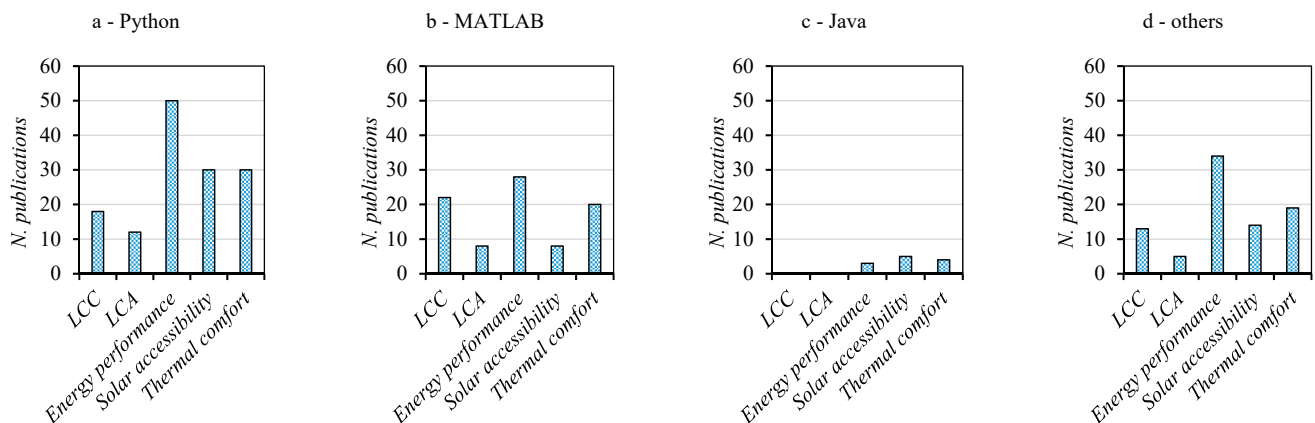 a - Python
N. publications
60
50
40
30
20
10
0
LCC
LCA
Energy performance
Solar accessibility
Thermal comfort
b - MATLAB
N. publications
60
50
40
30
20
10
0
LCC
LCA
Energy performance
Solar accessibility
Thermal comfort
c - Java
N. publications
60
50
40
30
20
10
0
LCC
LCA
Energy performance
Solar accessibility
Thermal comfort
d - others
N. publications
60
50
40
30
20
10
0
LCC
LCA
Energy performance
Solar accessibility
Thermal comfort